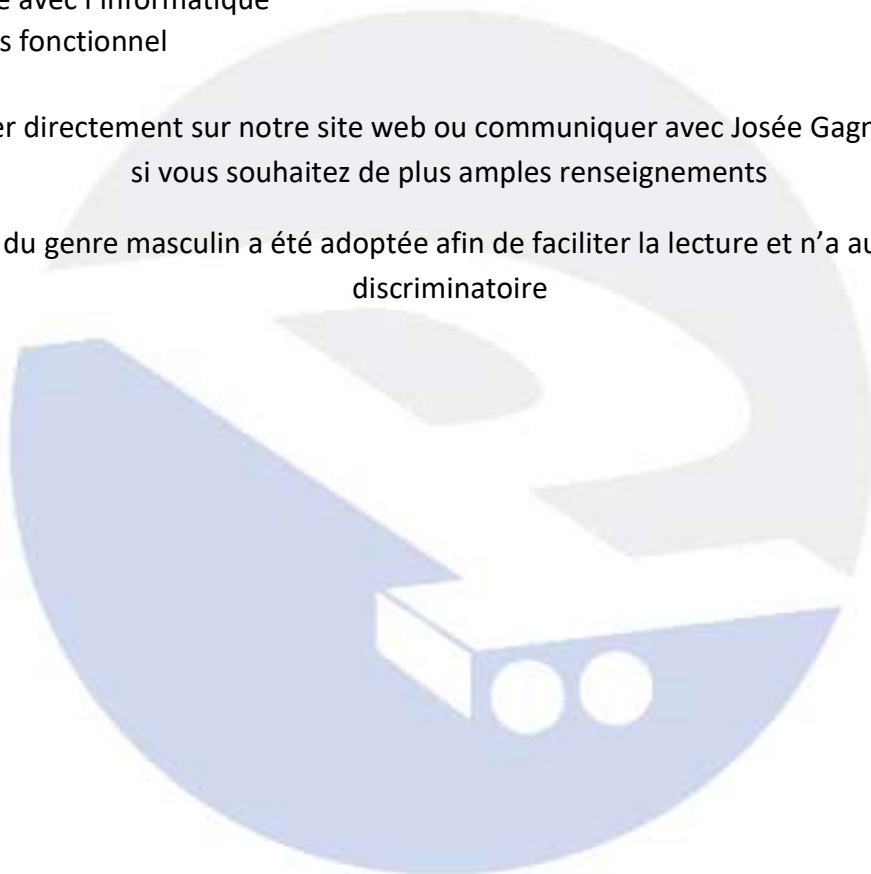 avec l'informatique
s fonctionnel
er directement sur notre site web ou communiquer avec Josée Gagn
si vous souhaitez de plus amples renseignements
du genre masculin a été adoptée afin de faciliter la lecture et n'a au
discriminatoire